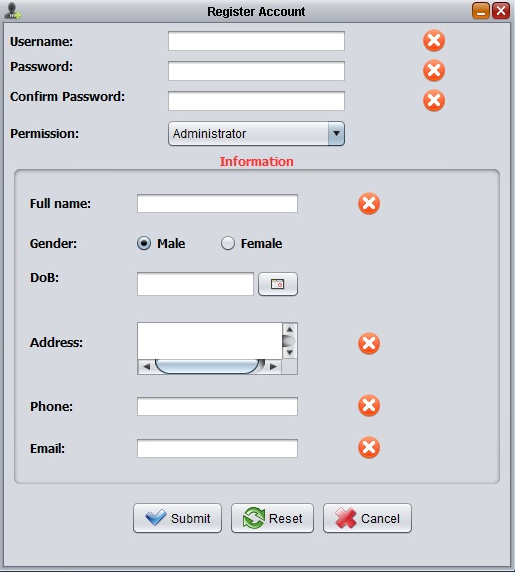 Register Account
Username:
Password:
Confirm Password:
Permission: Administrator
Information
Full name:
Gender: Male Female
DoB:
Address:
Phone:
Email:
Submit Reset Cancel